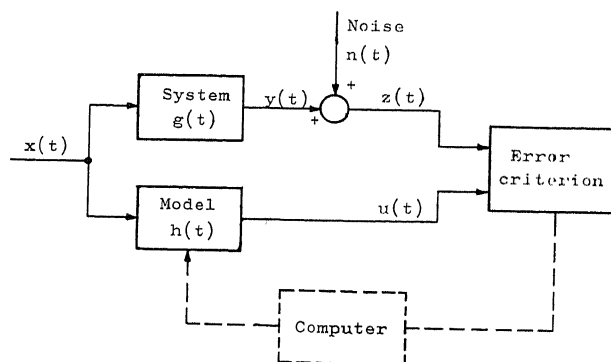 Noise
n(t)
+
System
g(t)
y(t)
+
z(t)
x(t)
Error
criterion
Model
h(t)
u(t)
Computer